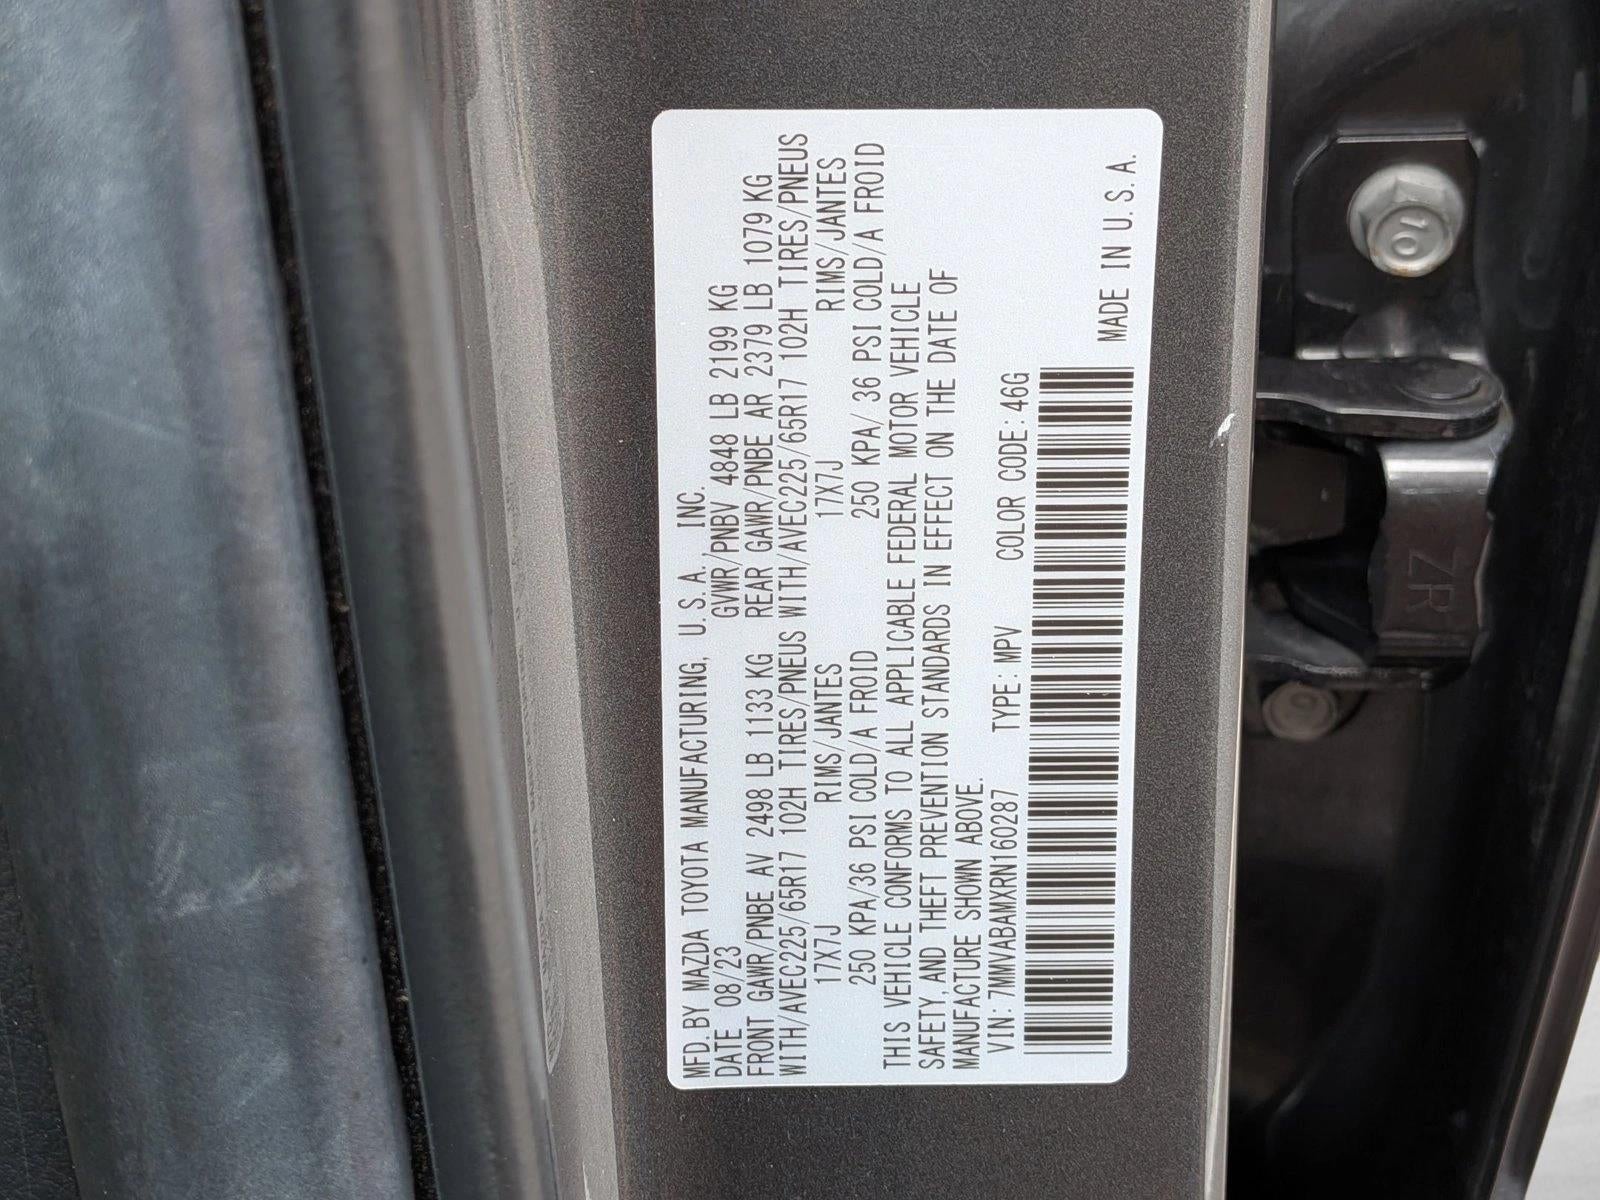 MFD. BY MAZDA TOYOTA MANUFACTURING, U. S. A., INC.
DATE 08/23 GVWR/PNBV 4848 LB 2199 KG
FRONT GAWR/PNBE AV 2498 LB 1133 KG REAR GAWR/PNBE AR 2379 LB 1079 KG
WITH/AVEC225/65R17 102H TIRES/PNEUS WITH/AVEC225/65R17 102H TIRES/PNEUS
17X7J RIMS/JANTES 17X7J RIMS/JANTES
250 KPA/36 PSI COLD/A FROID 250 KPA/ 36 PSI COLD/A FROID
THIS VEHICLE CONFORMS TO ALL APPLICABLE FEDERAL MOTOR VEHICLE
SAFETY, AND THEFT PREVENTION STANDARDS IN EFFECT ON THE DATE OF
MANUFACTURE SHOWN ABOVE.
VIN: 7MMVABAMXRN160287 TYPE: MPV COLOR CODE: 46G
MADE IN U. S. A.
10
ZR